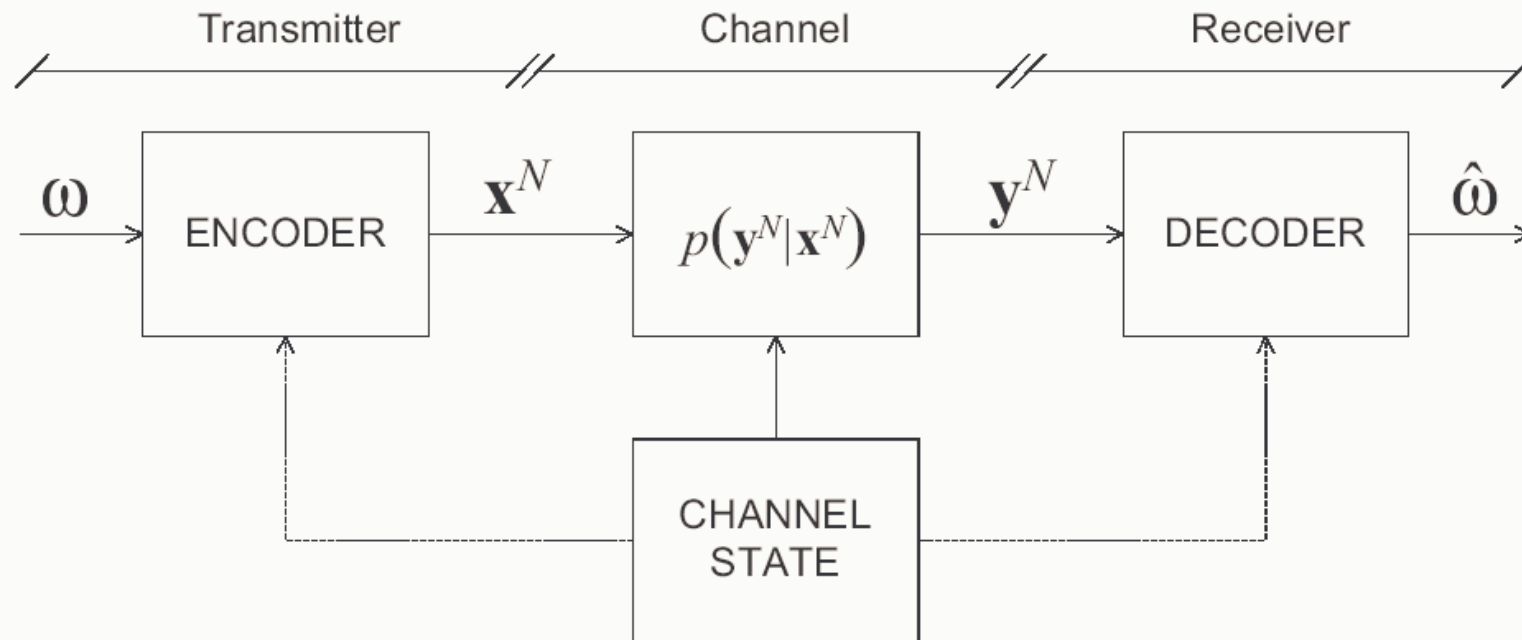 Transmitter Channel Receiver
ω x^N y^N ω̂
ENCODER p(y^N|x^N) DECODER
CHANNEL
STATE